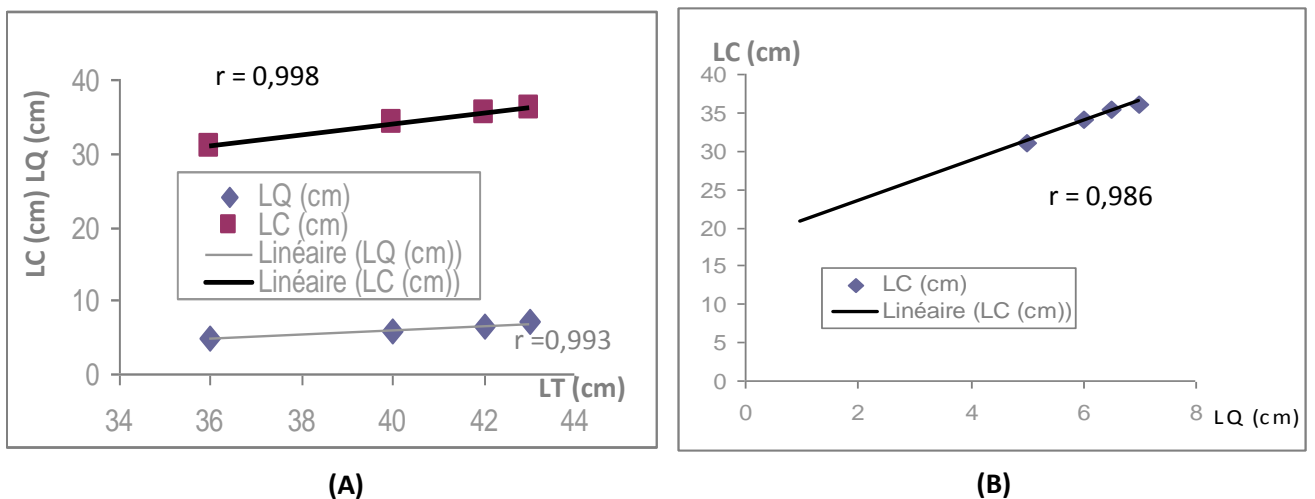 r = 0,998
LC (cm) LQ (cm)
40
30
20
10
0
LQ (cm)
LC (cm)
Linéaire (LQ (cm))
Linéaire (LC (cm))
r =0,993
LT (cm)
34 36 38 40 42 44
(A)
LC (cm)
40
35
30
25
20
15
10
5
0
r = 0,986
LC (cm)
Linéaire (LC (cm))
0 2 4 6 8
LQ (cm)
(B)